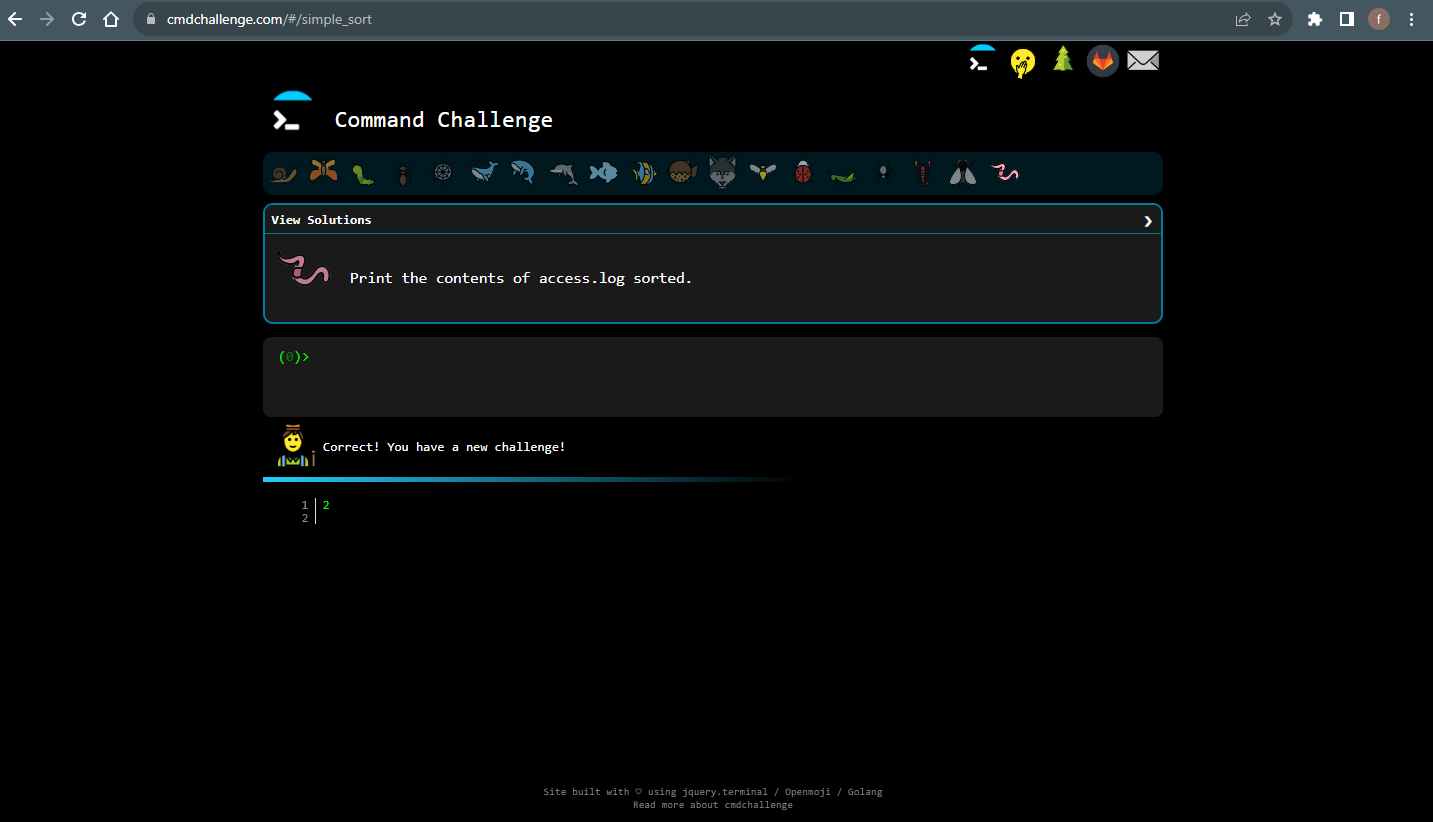 cmdchallenge.com/#/simple_sort
f
Command Challenge
View Solutions
Print the contents of access.log sorted.
(0)>
Correct! You have a new challenge!
1 2
2
Site built with ♡ using jquery.terminal / Openmoji / Golang
Read more about cmdchallenge